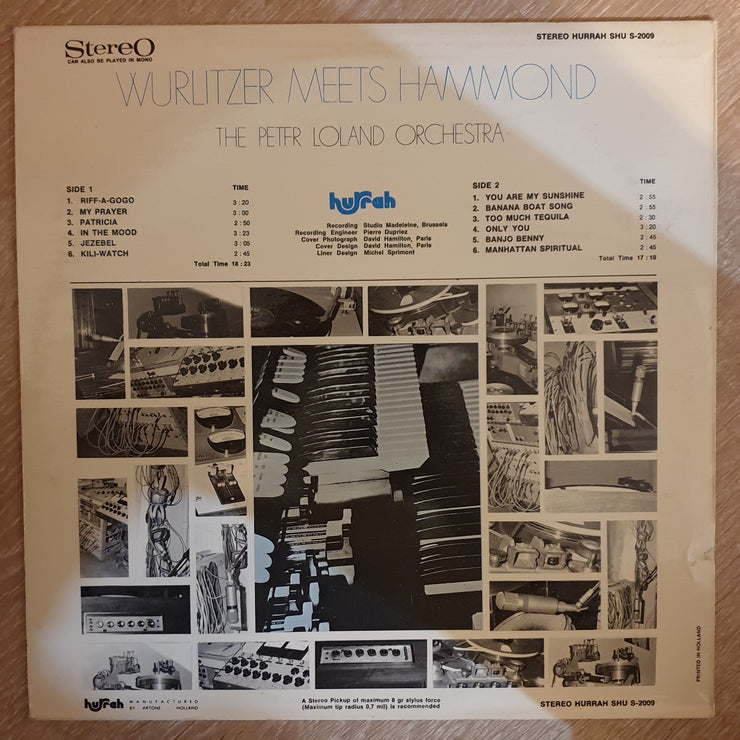 StereO
CAN ALSO BE PLAYED IN MONO
STEREO HURRAH SHU S-2009
WURLITZER MEETS HAMMOND
THE PETER LOLAND ORCHESTRA
SIDE 1 TIME
1. RIFF-A-GOGO 3:20
2. MY PRAYER 3:00
3. PATRICIA 2:50
4. IN THE MOOD 3:23
5. JEZEBEL 3:05
6. KILI-WATCH 2:45
Total Time 18:23
hurrah
Recording Studio Madeleine, Brussels
Recording Engineer Pierre Dupriez
Cover Photograph David Hamilton, Paris
Cover Design David Hamilton, Paris
Liner Design Michel Sprimont
SIDE 2 TIME
1. YOU ARE MY SUNSHINE 2:55
2. BANANA BOAT SONG 2:55
3. TOO MUCH TEQUILA 2:30
4. ONLY YOU 3:20
5. BANJO BENNY 2:45
6. MANHATTAN SPIRITUAL 2:45
Total Time 17:10
PRINTED IN HOLLAND
hurrah
MANUFACTURED
BY ARTONE HOLLAND
A Stereo Pickup of maximum 6 gr stylus force
(Maximum tip radius 0.7 mil) is recommended
STEREO HURRAH SHU S-2009